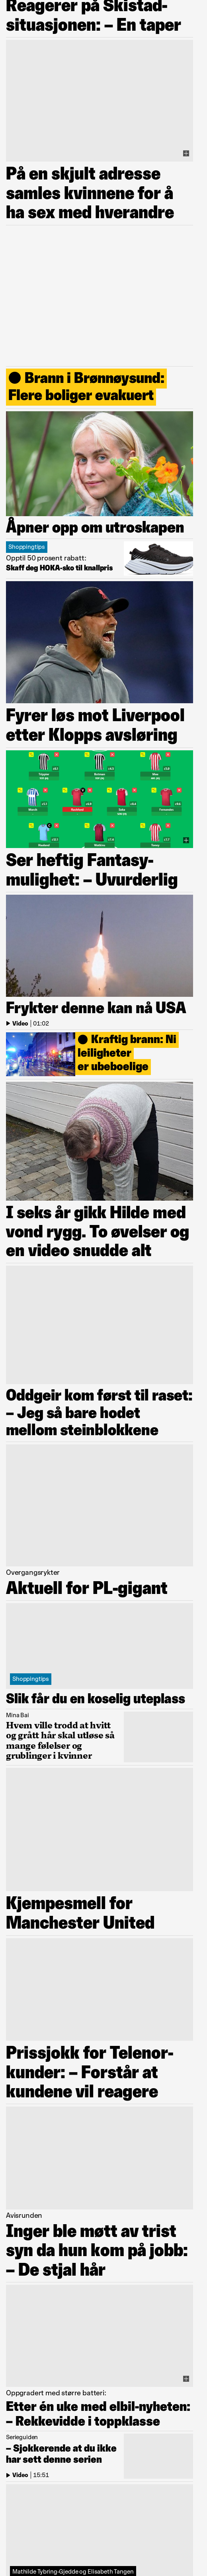 Reagerer på Skistad-
situasjonen: – En taper
På en skjult adresse
samles kvinnene for å
ha sex med hverandre
Brann i Brønnøysund:
Flere boliger evakuert
Åpner opp om utroskapen
Shoppingtips
Opptil 50 prosent rabatt:
Skaff deg HOKA-sko til knallpris
Fyrer løs mot Liverpool
etter Klopps avsløring
Ser heftig Fantasy-
mulighet: – Uvurderlig
Frykter denne kan nå USA
Video | 01:02
Kraftig brann: Ni
leiligheter
er ubeboelige
I seks år gikk Hilde med
vond rygg. To øvelser og
en video snudde alt
Oddgeir kom først til raset:
– Jeg så bare hodet
mellom steinblokkene
Overgangsrykter
Aktuell for PL-gigant
Shoppingtips
Slik får du en koselig uteplass
Mina Bai
Hvem ville trodd at hvitt
og grått hår skal utløse så
mange følelser og
grublinger i kvinner
Kjempesmell for
Manchester United
Prissjokk for Telenor-
kunder: – Forstår at
kundene vil reagere
Avisrunden
Inger ble møtt av trist
syn da hun kom på jobb:
– De stjal hår
Oppgradert med større batteri:
Etter én uke med elbil-nyheten:
– Rekkevidde i toppklasse
Serieguiden
– Sjokkerende at du ikke
har sett denne serien
Video | 15:51
Mathilde Tybring-Gjedde og Elisabeth Tangen